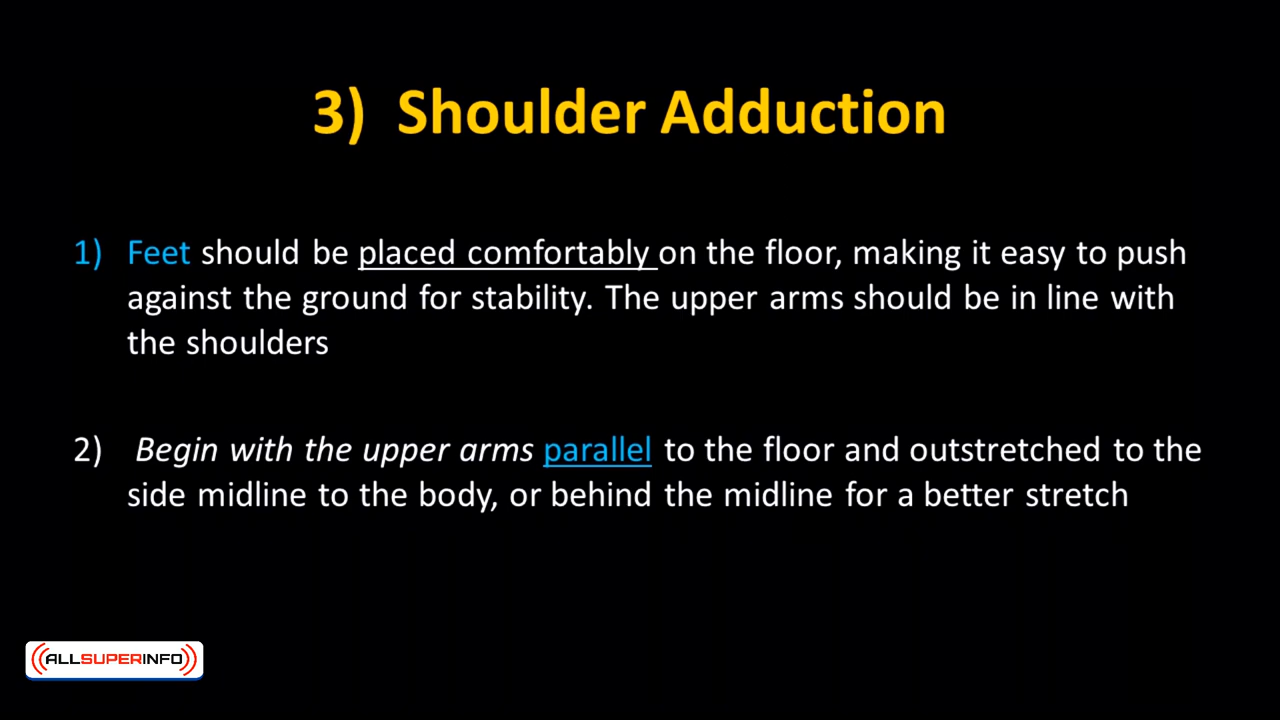 3) Shoulder Adduction
1) Feet should be placed comfortably on the floor, making it easy to push
against the ground for stability. The upper arms should be in line with
the shoulders
2) Begin with the upper arms parallel to the floor and outstretched to the
side midline to the body, or behind the midline for a better stretch
ALLSUPERINFO